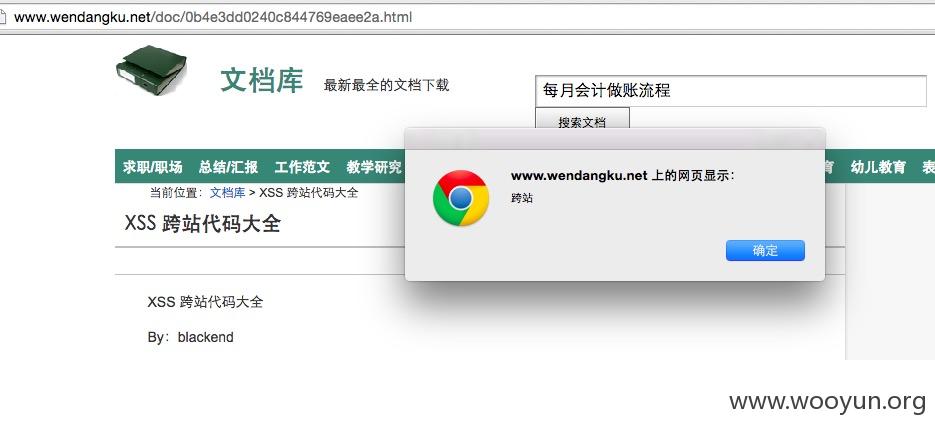 www.wendangku.net/doc/0b4e3dd0240c844769eaee2a.html
文档库 最新最全的文档下载
每月会计做账流程
搜索文档
求职/职场 总结/汇报 工作范文 教学研究 育 幼儿教育 表
当前位置：文档库 > XSS 跨站代码大全
XSS 跨站代码大全
www.wendangku.net 上的网页显示：
跨站
确定
XSS 跨站代码大全
By：blackend
www.wooyun.org